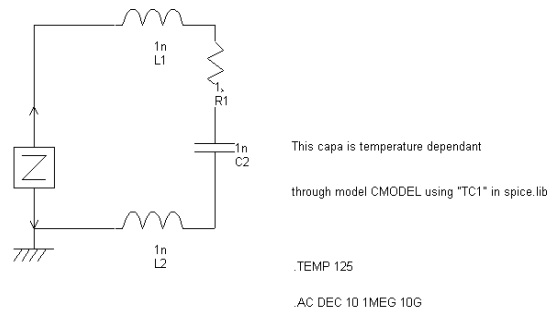 1n
L1
1,
R1
1n
C2
Z
1n
L2
This capa is temperature dependant
through model CMODEL using "TC1" in spice.lib
.TEMP 125
.AC DEC 10 1MEG 10G